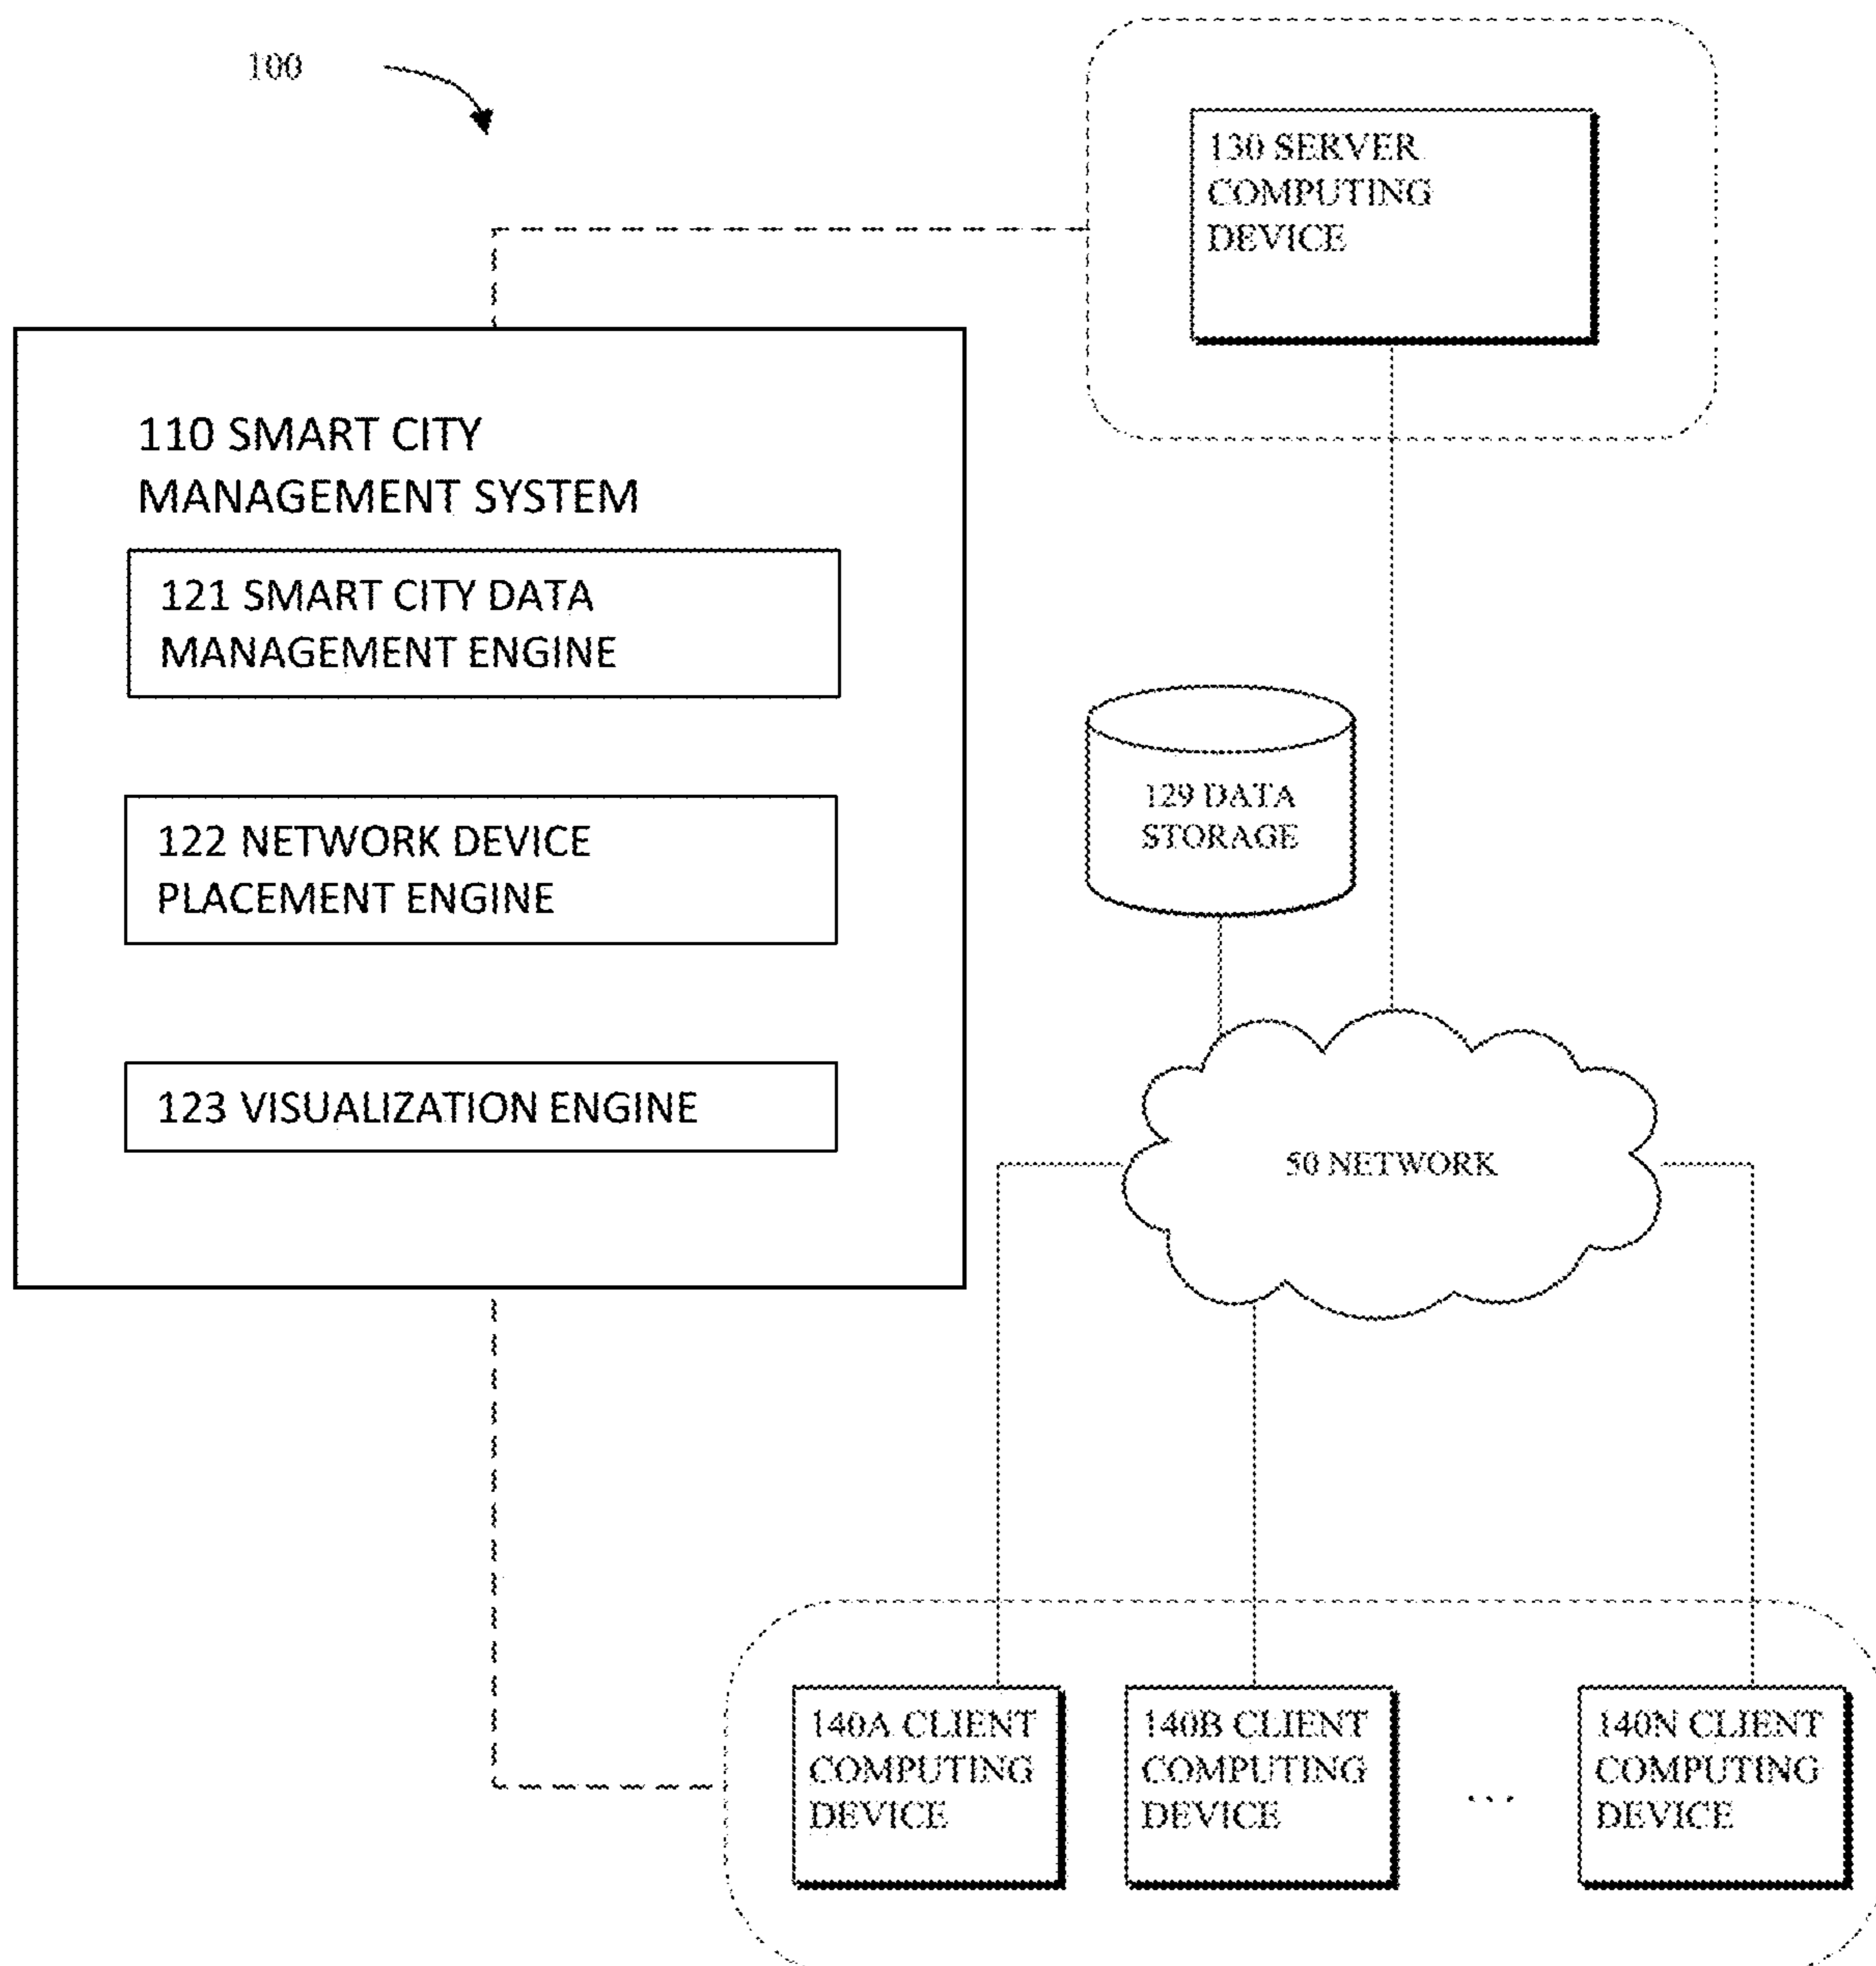 100
130 SERVER
COMPUTING
DEVICE
110 SMART CITY
MANAGEMENT SYSTEM
121 SMART CITY DATA
MANAGEMENT ENGINE
122 NETWORK DEVICE
PLACEMENT ENGINE
123 VISUALIZATION ENGINE
129 DATA
STORAGE
50 NETWORK
140A CLIENT
COMPUTING
DEVICE
140B CLIENT
COMPUTING
DEVICE
...
140N CLIENT
COMPUTING
DEVICE